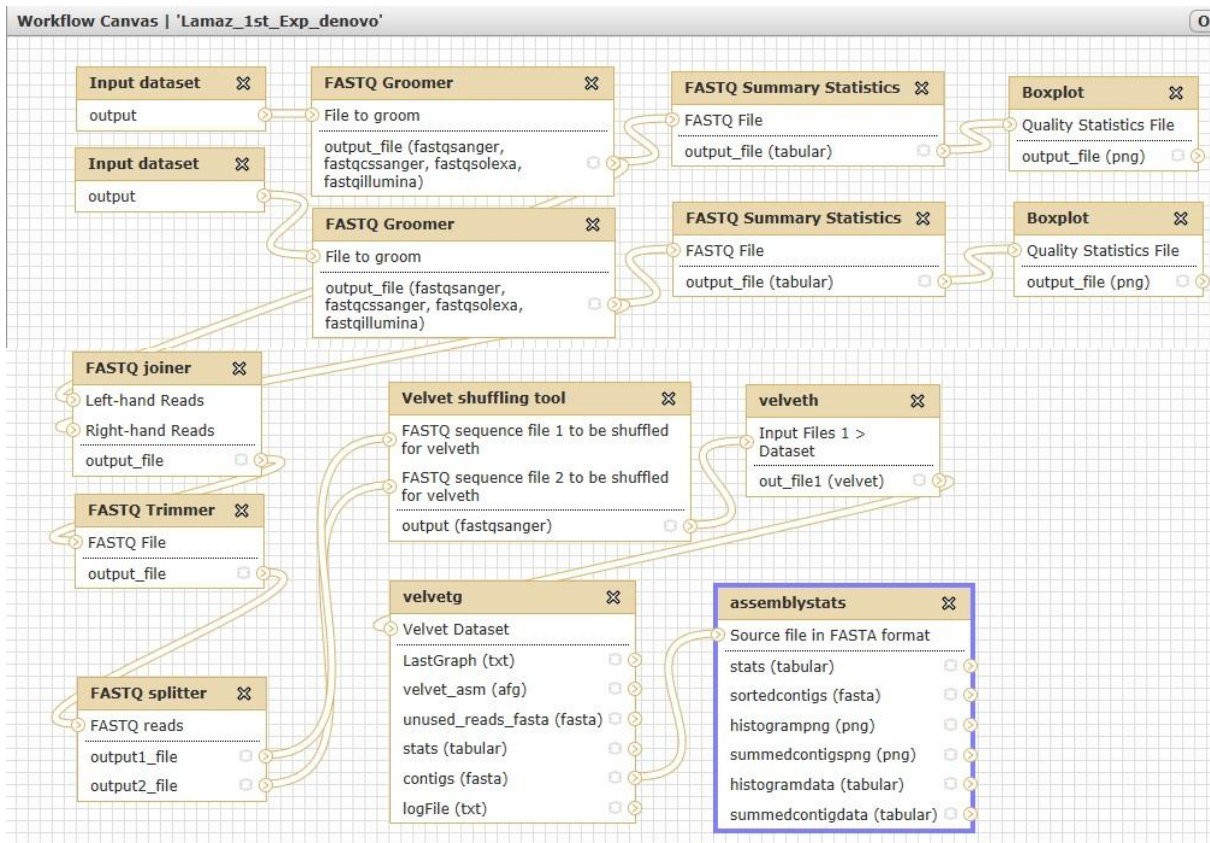 Workflow Canvas | 'Lamaz_1st_Exp_denovo'
Input dataset
output
FASTQ Groomer
File to groom
output_file (fastqsanger,
fastqcssanger, fastqsolexa,
fastqillumina)
FASTQ Summary Statistics
FASTQ File
output_file (tabular)
Boxplot
Quality Statistics File
output_file (png)
Input dataset
output
FASTQ Groomer
File to groom
output_file (fastqsanger,
fastqcssanger, fastqsolexa,
fastqillumina)
FASTQ Summary Statistics
FASTQ File
output_file (tabular)
Boxplot
Quality Statistics File
output_file (png)
FASTQ joiner
Left-hand Reads
Right-hand Reads
output_file
Velvet shuffling tool
FASTQ sequence file 1 to be shuffled
for velveth
FASTQ sequence file 2 to be shuffled
for velveth
output (fastqsanger)
velveth
Input Files 1 >
Dataset
out_file1 (velvet)
FASTQ Trimmer
FASTQ File
output_file
FASTQ splitter
FASTQ reads
output1_file
output2_file
velvetg
Velvet Dataset
LastGraph (txt)
velvet_asm (afg)
unused_reads_fasta (fasta)
stats (tabular)
contigs (fasta)
logFile (txt)
assemblystats
Source file in FASTA format
stats (tabular)
sortedcontigs (fasta)
histogrampng (png)
summedcontigspng (png)
histogramdata (tabular)
summedcontigdata (tabular)